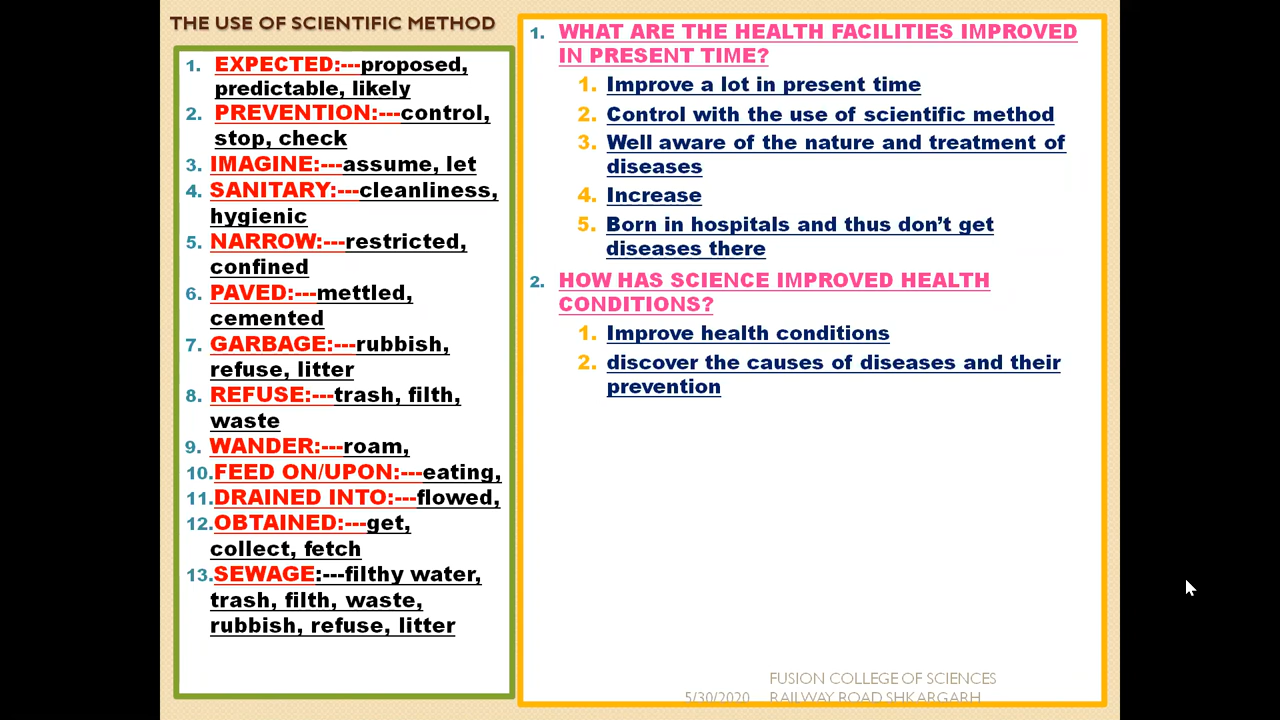 THE USE OF SCIENTIFIC METHOD
1. EXPECTED:---proposed,
predictable, likely
2. PREVENTION:---control,
stop, check
3. IMAGINE:---assume, let
4. SANITARY:---cleanliness,
hygienic
5. NARROW:---restricted,
confined
6. PAVED:---mettled,
cemented
7. GARBAGE:---rubbish,
refuse, litter
8. REFUSE:---trash, filth,
waste
9. WANDER:---roam,
10. FEED ON/UPON:---eating,
11. DRAINED INTO:---flowed,
12. OBTAINED:---get,
collect, fetch
13. SEWAGE:---filthy water,
trash, filth, waste,
rubbish, refuse, litter
1. WHAT ARE THE HEALTH FACILITIES IMPROVED
IN PRESENT TIME?
1. Improve a lot in present time
2. Control with the use of scientific method
3. Well aware of the nature and treatment of
diseases
4. Increase
5. Born in hospitals and thus don’t get
diseases there
2. HOW HAS SCIENCE IMPROVED HEALTH
CONDITIONS?
1. Improve health conditions
2. discover the causes of diseases and their
prevention
FUSION COLLEGE OF SCIENCES
5/30/2020 RAILWAY ROAD SHKARGARH